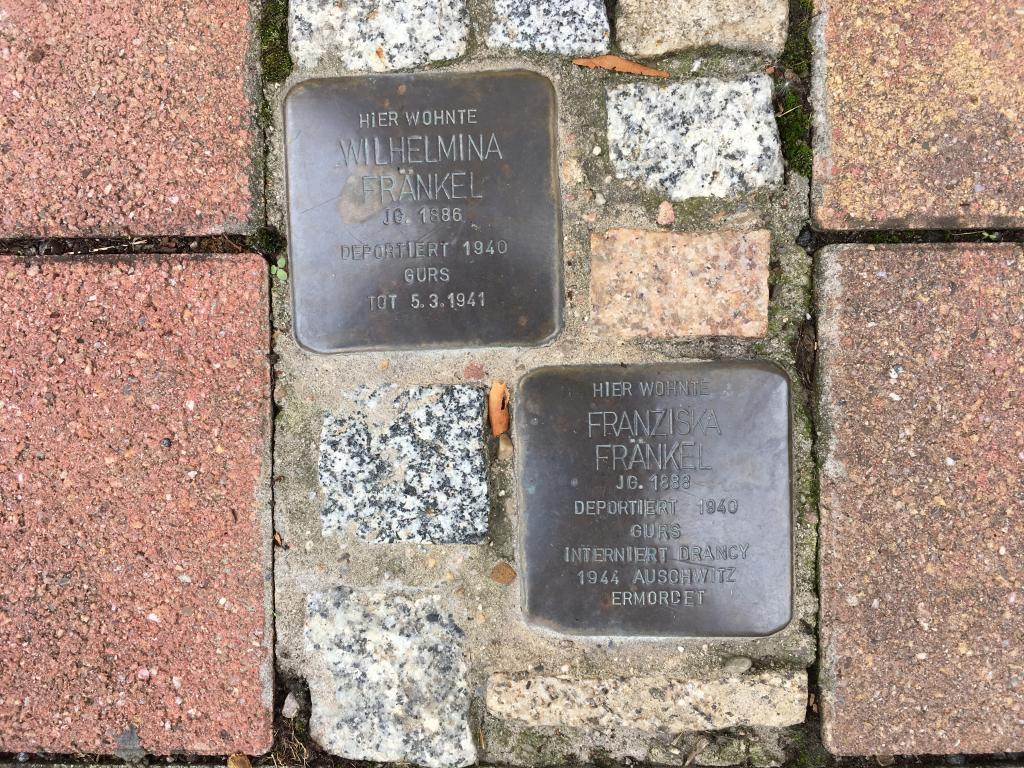 HIER WOHNTE
WILHELMINA
FRÄNKEL
JG. 1886
DEPORTIERT 1940
GURS
TOT 5.3.1941
HIER WOHNTE
FRANZISKA
FRÄNKEL
JG. 1888
DEPORTIERT 1940
GURS
INTERNIERT DRANCY
1944 AUSCHWITZ
ERMORDET